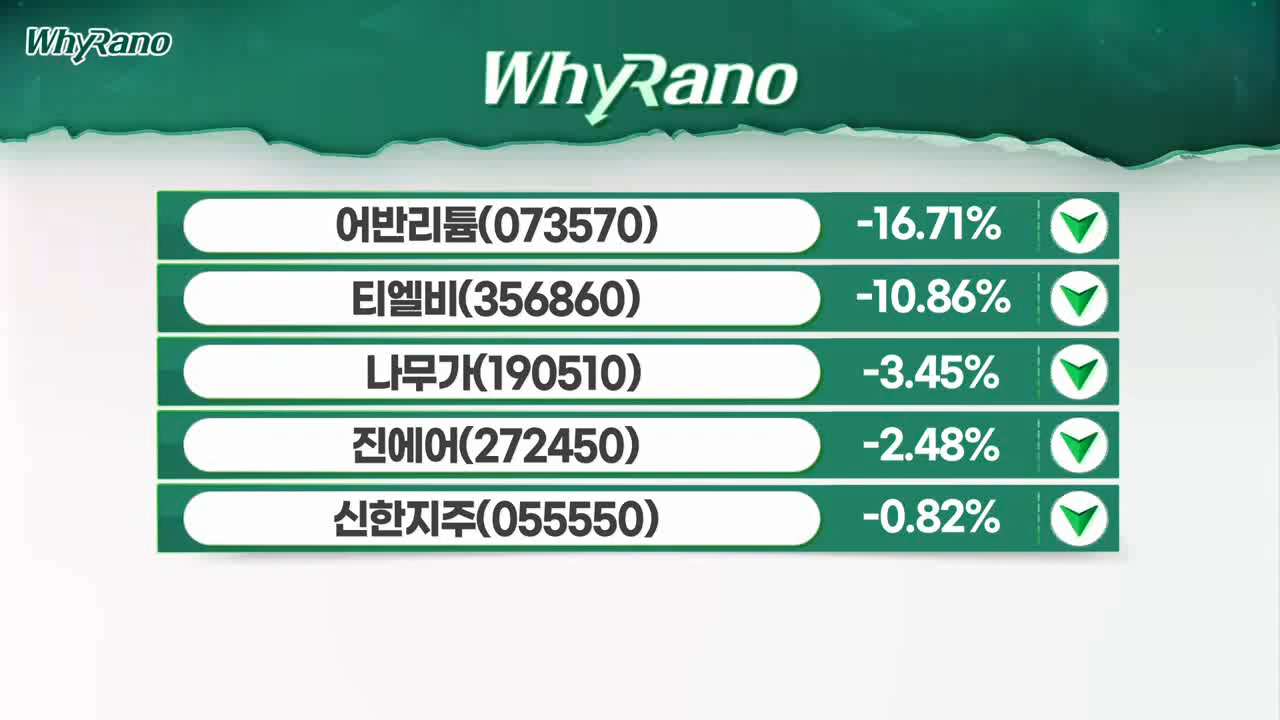 WhyRano
WhyRano
어반리튬(073570) -16.71%
티엘비(356860) -10.86%
나무가(190510) -3.45%
진에어(272450) -2.48%
신한지주(055550) -0.82%